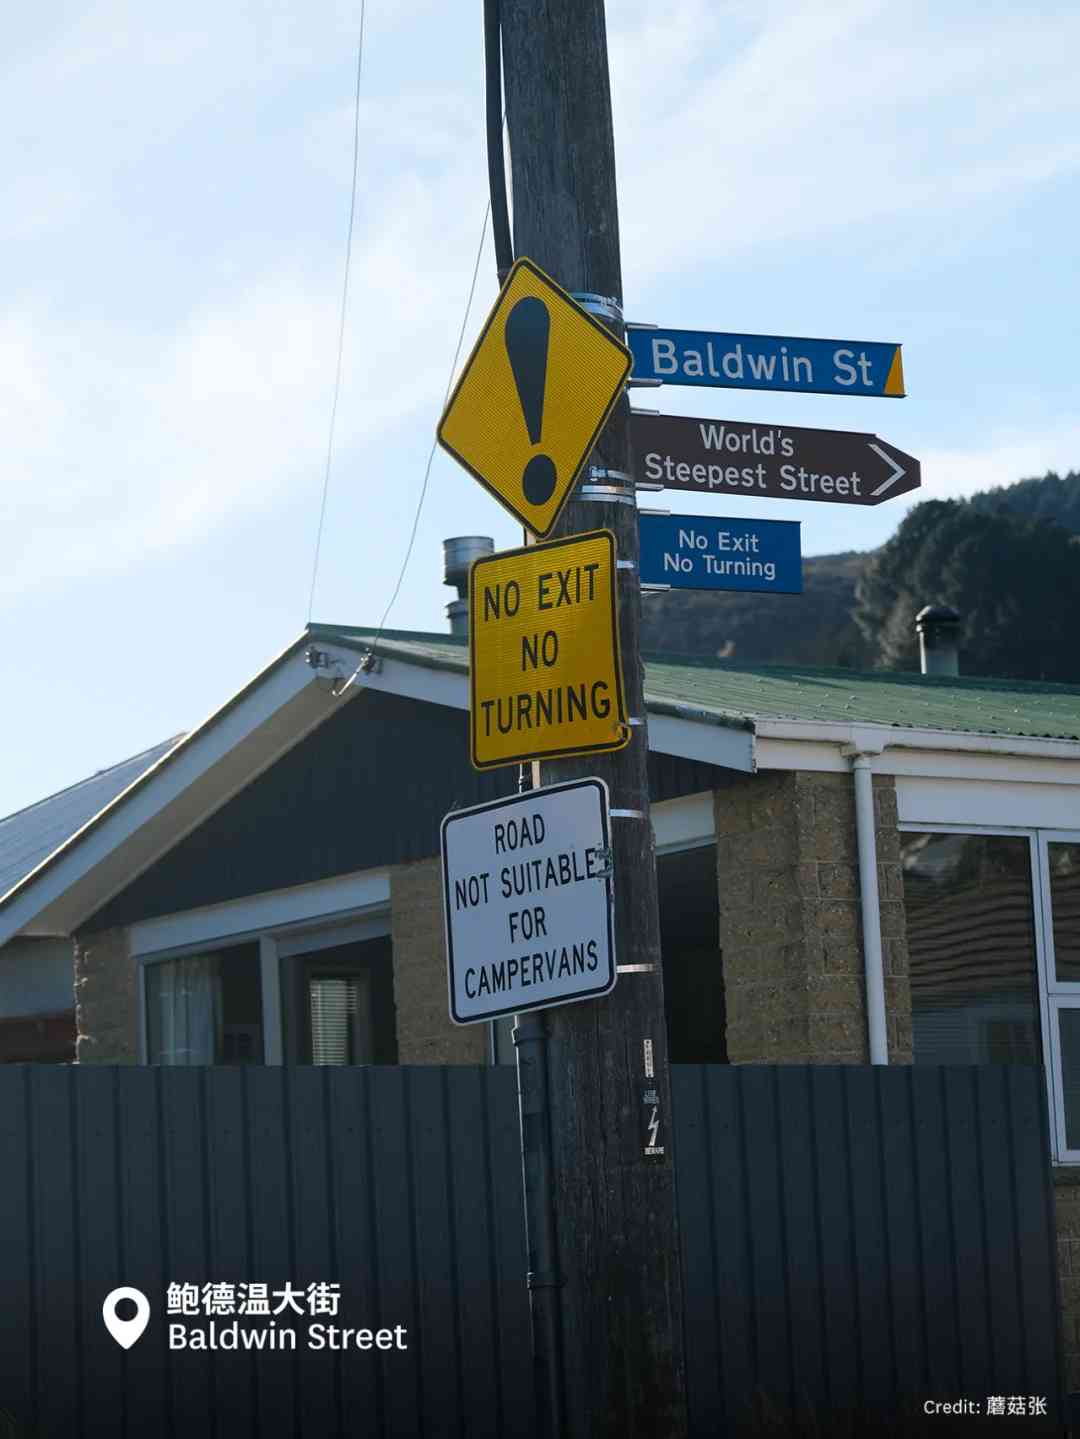 !
Baldwin St
World's
Steepest Street
No Exit
No Turning
NO EXIT
NO
TURNING
ROAD
NOT SUITABLE
FOR
CAMPERVANS
BEWARE
鲍德温大街
Baldwin Street
Credit: 蘑菇张